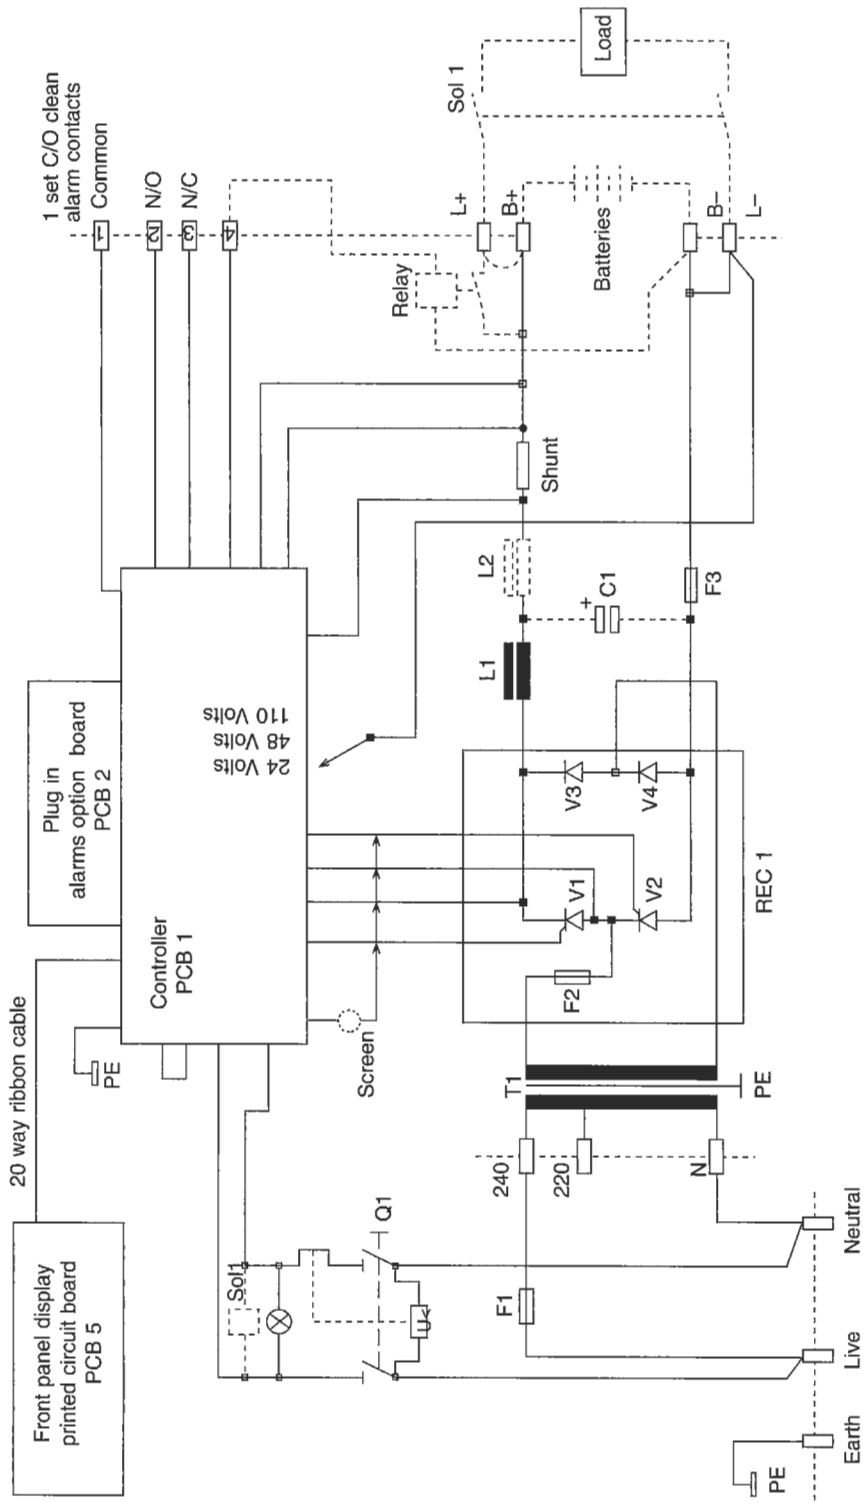 Front panel display
printed circuit board
PCB 5
20 way ribbon cable
PE
Plug in
alarms option board
PCB 2
Controller
PCB 1
24 Volts
48 Volts
110 Volts
1 set C/O clean
alarm contacts
1
Common
2
N/O
3
N/C
4
Sol1
Q1
U<
Screen
Relay
L+
B+
Sol 1
Load
Batteries
B−
L−
Shunt
L2
L1
+
C1
F3
V1
V2
V3
V4
F2
REC 1
T1
PE
240
220
N
F1
Earth
Live
Neutral
PE